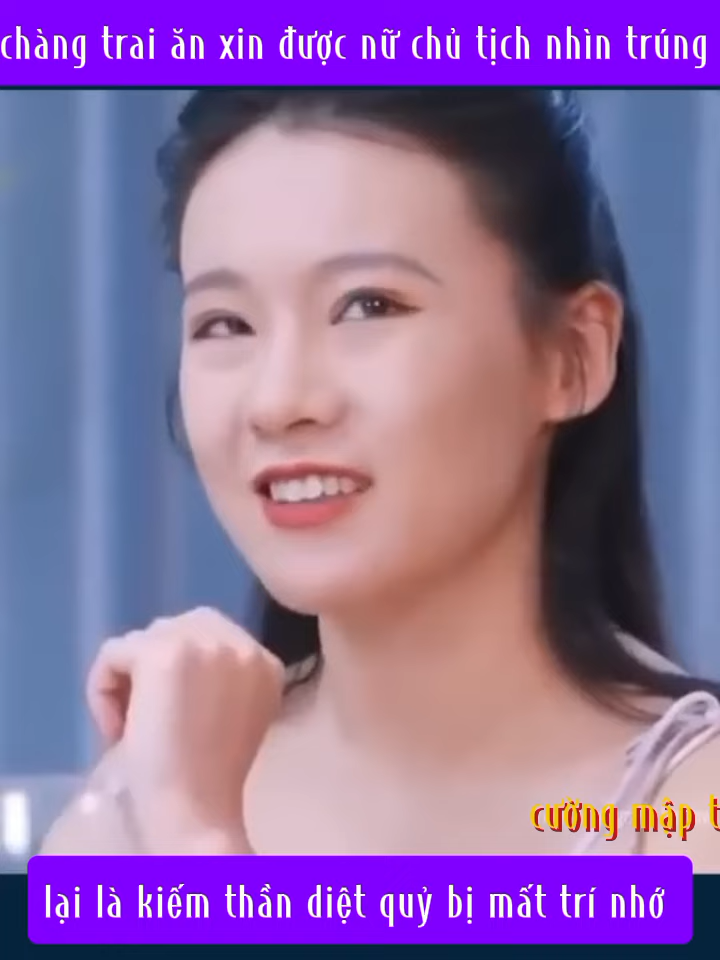 chàng trai ăn xin được nữ chủ tịch nhìn trúng
cường mập
lại là kiếm thần diệt quỷ bị mất trí nhớ